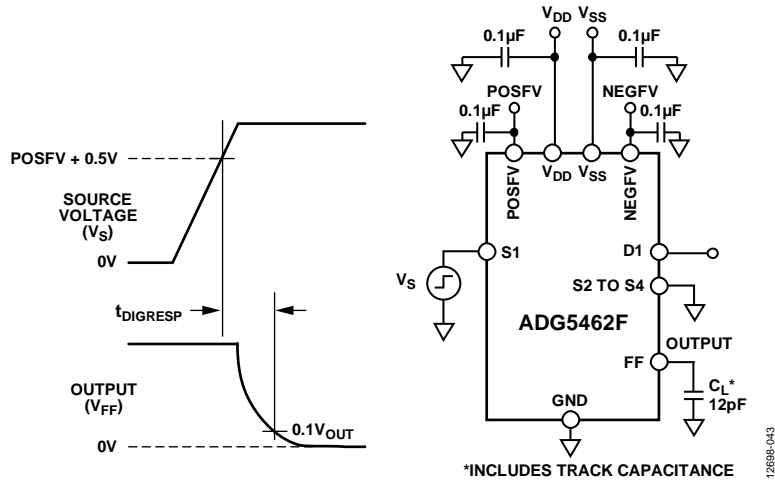 POSFV + 0.5V
SOURCE
VOLTAGE
(VS)
0V
tDIGRESP
OUTPUT
(VFF)
0V
0.1VOUT
VDD
VSS
0.1µF
0.1µF
POSFV
NEGFV
0.1µF
0.1µF
POSFV
VDD
VSS
NEGFV
VS
S1
D1
S2 TO S4
ADG5462F
OUTPUT
FF
CL*
12pF
GND
*INCLUDES TRACK CAPACITANCE
12698-043